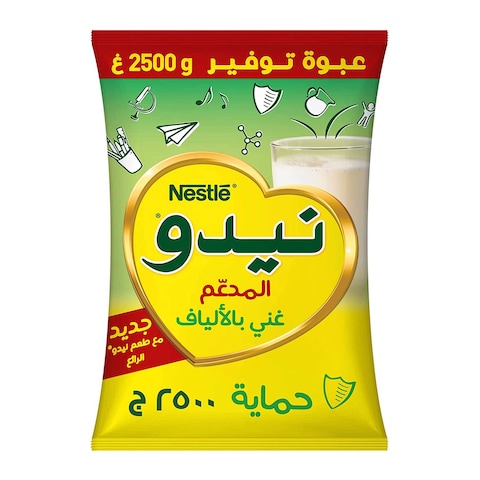 عبوة توفير 2500 g غ
Nestlé®
نيدو®
المدعّم
غني بالألياف
جديد
مع طعم نيدو®
الرائع
حماية ٢٥٠٠ ج